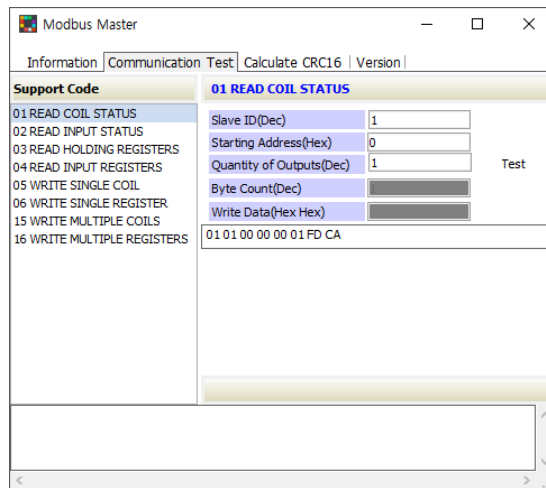 Modbus Master
Information Communication Test Calculate CRC16 Version
Support Code
01 READ COIL STATUS
02 READ INPUT STATUS
03 READ HOLDING REGISTERS
04 READ INPUT REGISTERS
05 WRITE SINGLE COIL
06 WRITE SINGLE REGISTER
15 WRITE MULTIPLE COILS
16 WRITE MULTIPLE REGISTERS
01 READ COIL STATUS
Slave ID(Dec) 1
Starting Address(Hex) 0
Quantity of Outputs(Dec) 1 Test
Byte Count(Dec)
Write Data(Hex Hex)
01 01 00 00 00 01 FD CA